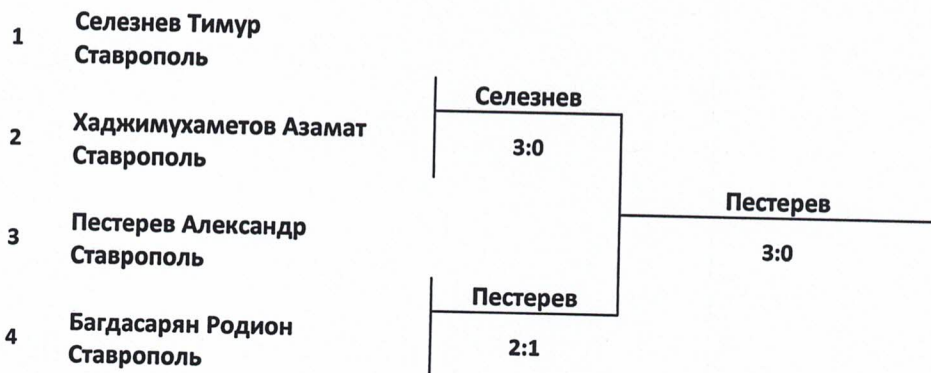 1 Селезнев Тимур
Ставрополь
Селезнев
2 Хаджимухаметов Азамат
Ставрополь
3:0
3 Пестерев Александр
Ставрополь
Пестерев
3:0
Пестерев
4 Багдасарян Родион
Ставрополь
2:1